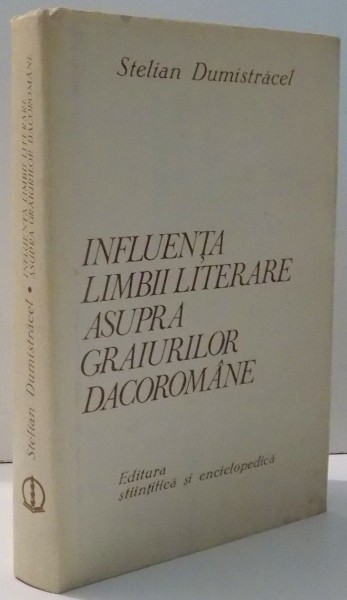 Stelian Dumistrăcel
INFLUENȚA
LIMBII LITERARE
ASUPRA
GRAIURILOR
DACOROMÂNE
Editura
științifică și enciclopedică
Stelian Dumistrăcel • INFLUENȚA LIMBII LITERARE
ASUPRA GRAIURILOR DACOROMÂNE